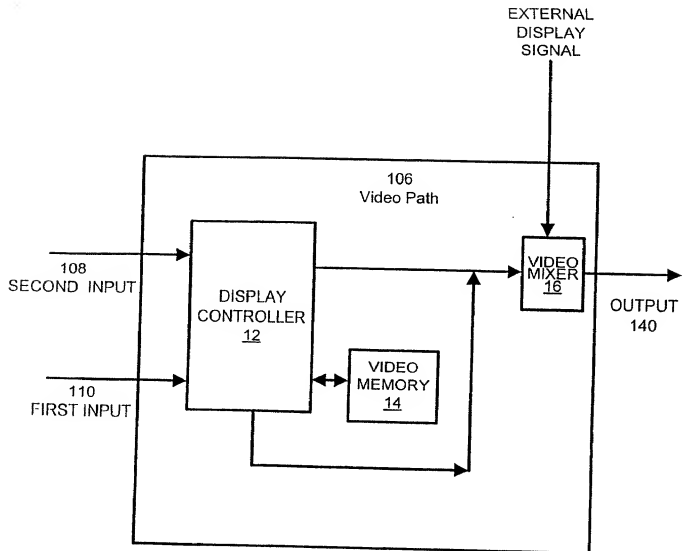 EXTERNAL
DISPLAY
SIGNAL
106
Video Path
108
SECOND INPUT
DISPLAY
CONTROLLER
12
VIDEO
MIXER
16
OUTPUT
140
VIDEO
MEMORY
14
110
FIRST INPUT